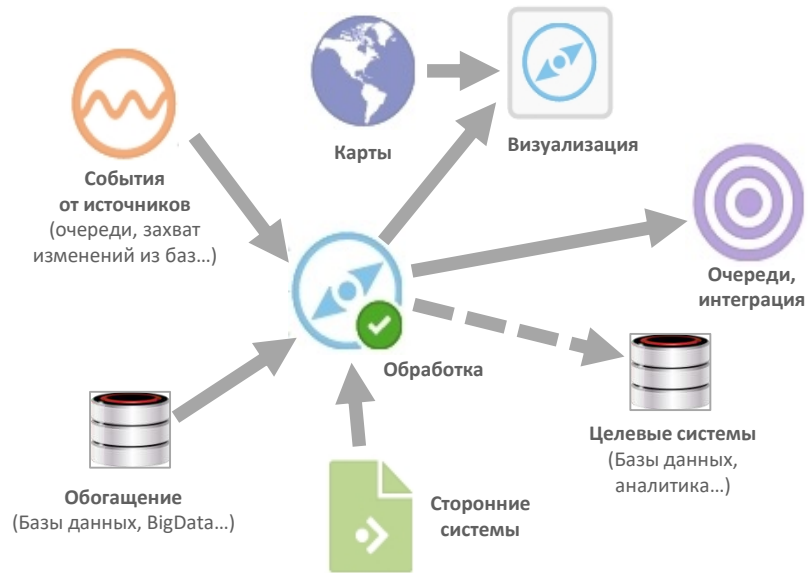 Карты
Визуализация
События
от источников
(очереди, захват
изменений из баз…)
Очереди,
интеграция
Обработка
Обогащение
(Базы данных, BigData…)
Сторонние
системы
Целевые системы
(Базы данных,
аналитика…)